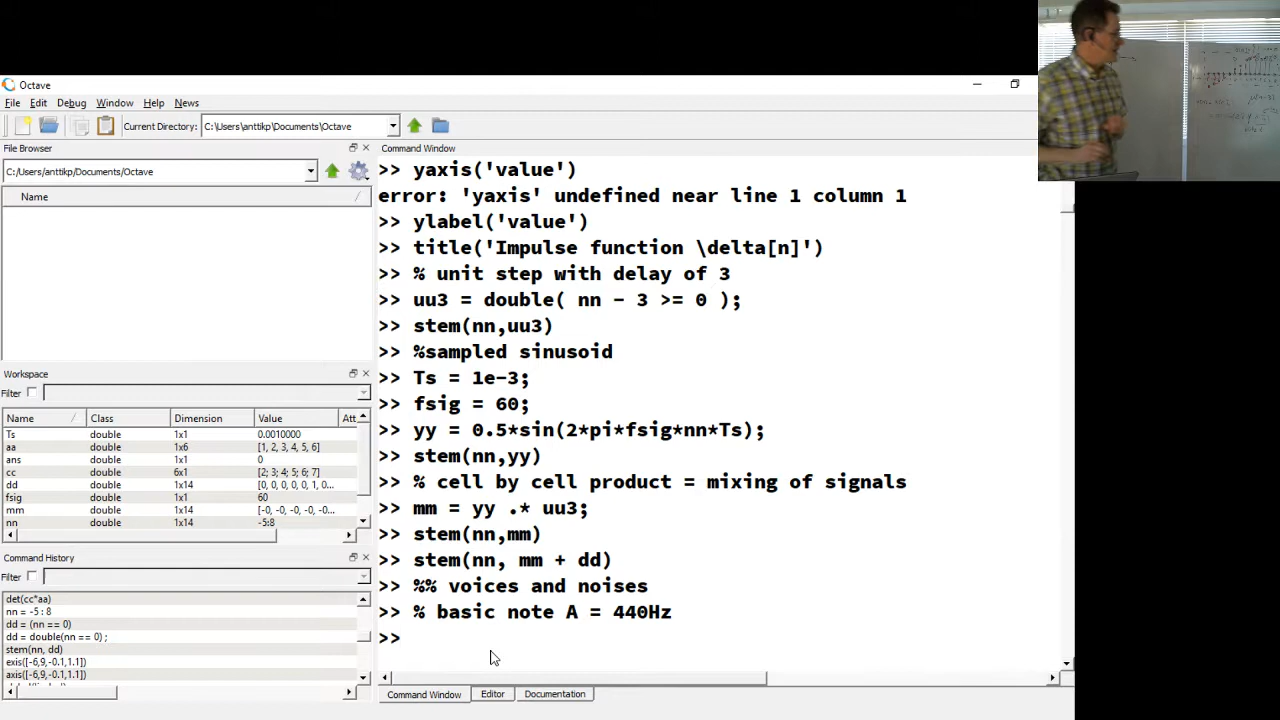 Octave
File Edit Debug Window Help News
Current Directory: C:\Users\anttikp\Documents\Octave
File Browser
C:/Users/anttikp/Documents/Octave
Name
Workspace
Filter
Name Class Dimension Value Att
Ts double 1x1 0.0010000
aa double 1x6 [1, 2, 3, 4, 5, 6]
ans double 1x1 0
cc double 6x1 [2; 3; 4; 5; 6; 7]
dd double 1x14 [0, 0, 0, 0, 0, 1, 0...
fsig double 1x1 60
mm double 1x14 [-0, -0, -0, -0, -0...
nn double 1x14 -5:8
Command History
Filter
det(cc*aa)
nn = -5 : 8
dd = (nn == 0)
dd = double(nn == 0) ;
stem(nn, dd)
exis([-6,9,-0.1,1.1])
axis([-6,9,-0.1,1.1])
Command Window
>> yaxis('value')
error: 'yaxis' undefined near line 1 column 1
>> ylabel('value')
>> title('Impulse function \delta[n]')
>> % unit step with delay of 3
>> uu3 = double( nn - 3 >= 0 );
>> stem(nn,uu3)
>> %sampled sinusoid
>> Ts = 1e-3;
>> fsig = 60;
>> yy = 0.5*sin(2*pi*fsig*nn*Ts);
>> stem(nn,yy)
>> % cell by cell product = mixing of signals
>> mm = yy .* uu3;
>> stem(nn,mm)
>> stem(nn, mm + dd)
>> %% voices and noises
>> % basic note A = 440Hz
>>
Command Window Editor Documentation